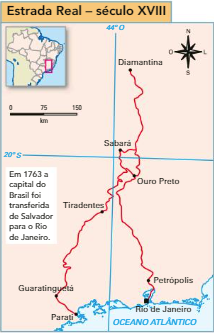 Estrada Real – século XVIII
44° O
N
O
L
S
Diamantina
0 75 150
km
Sabará
20° S
Ouro Preto
Em 1763 a
capital do
Brasil foi
transferida
de Salvador
para o Rio
de Janeiro.
Tiradentes
Petrópolis
Guaratinguetá
Rio de Janeiro
Parati
OCEANO ATLÂNTICO